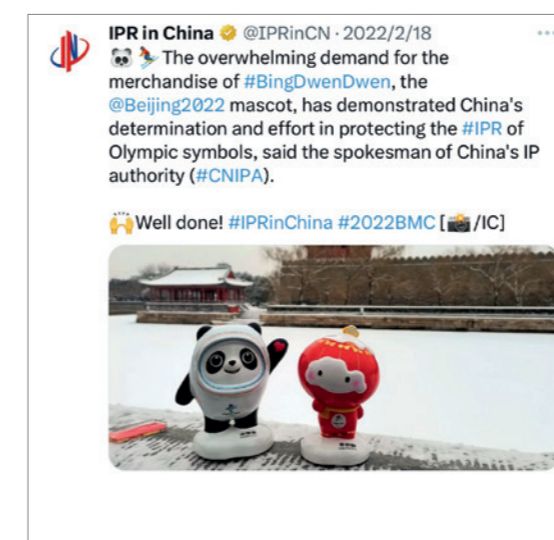 IPR in China @IPRinCN · 2022/2/18
🐼 ⛷️ The overwhelming demand for the
merchandise of #BingDwenDwen, the
@Beijing2022 mascot, has demonstrated China's
determination and effort in protecting the #IPR of
Olympic symbols, said the spokesman of China's IP
authority (#CNIPA).
🙌Well done! #IPRinChina #2022BMC [📸/IC]